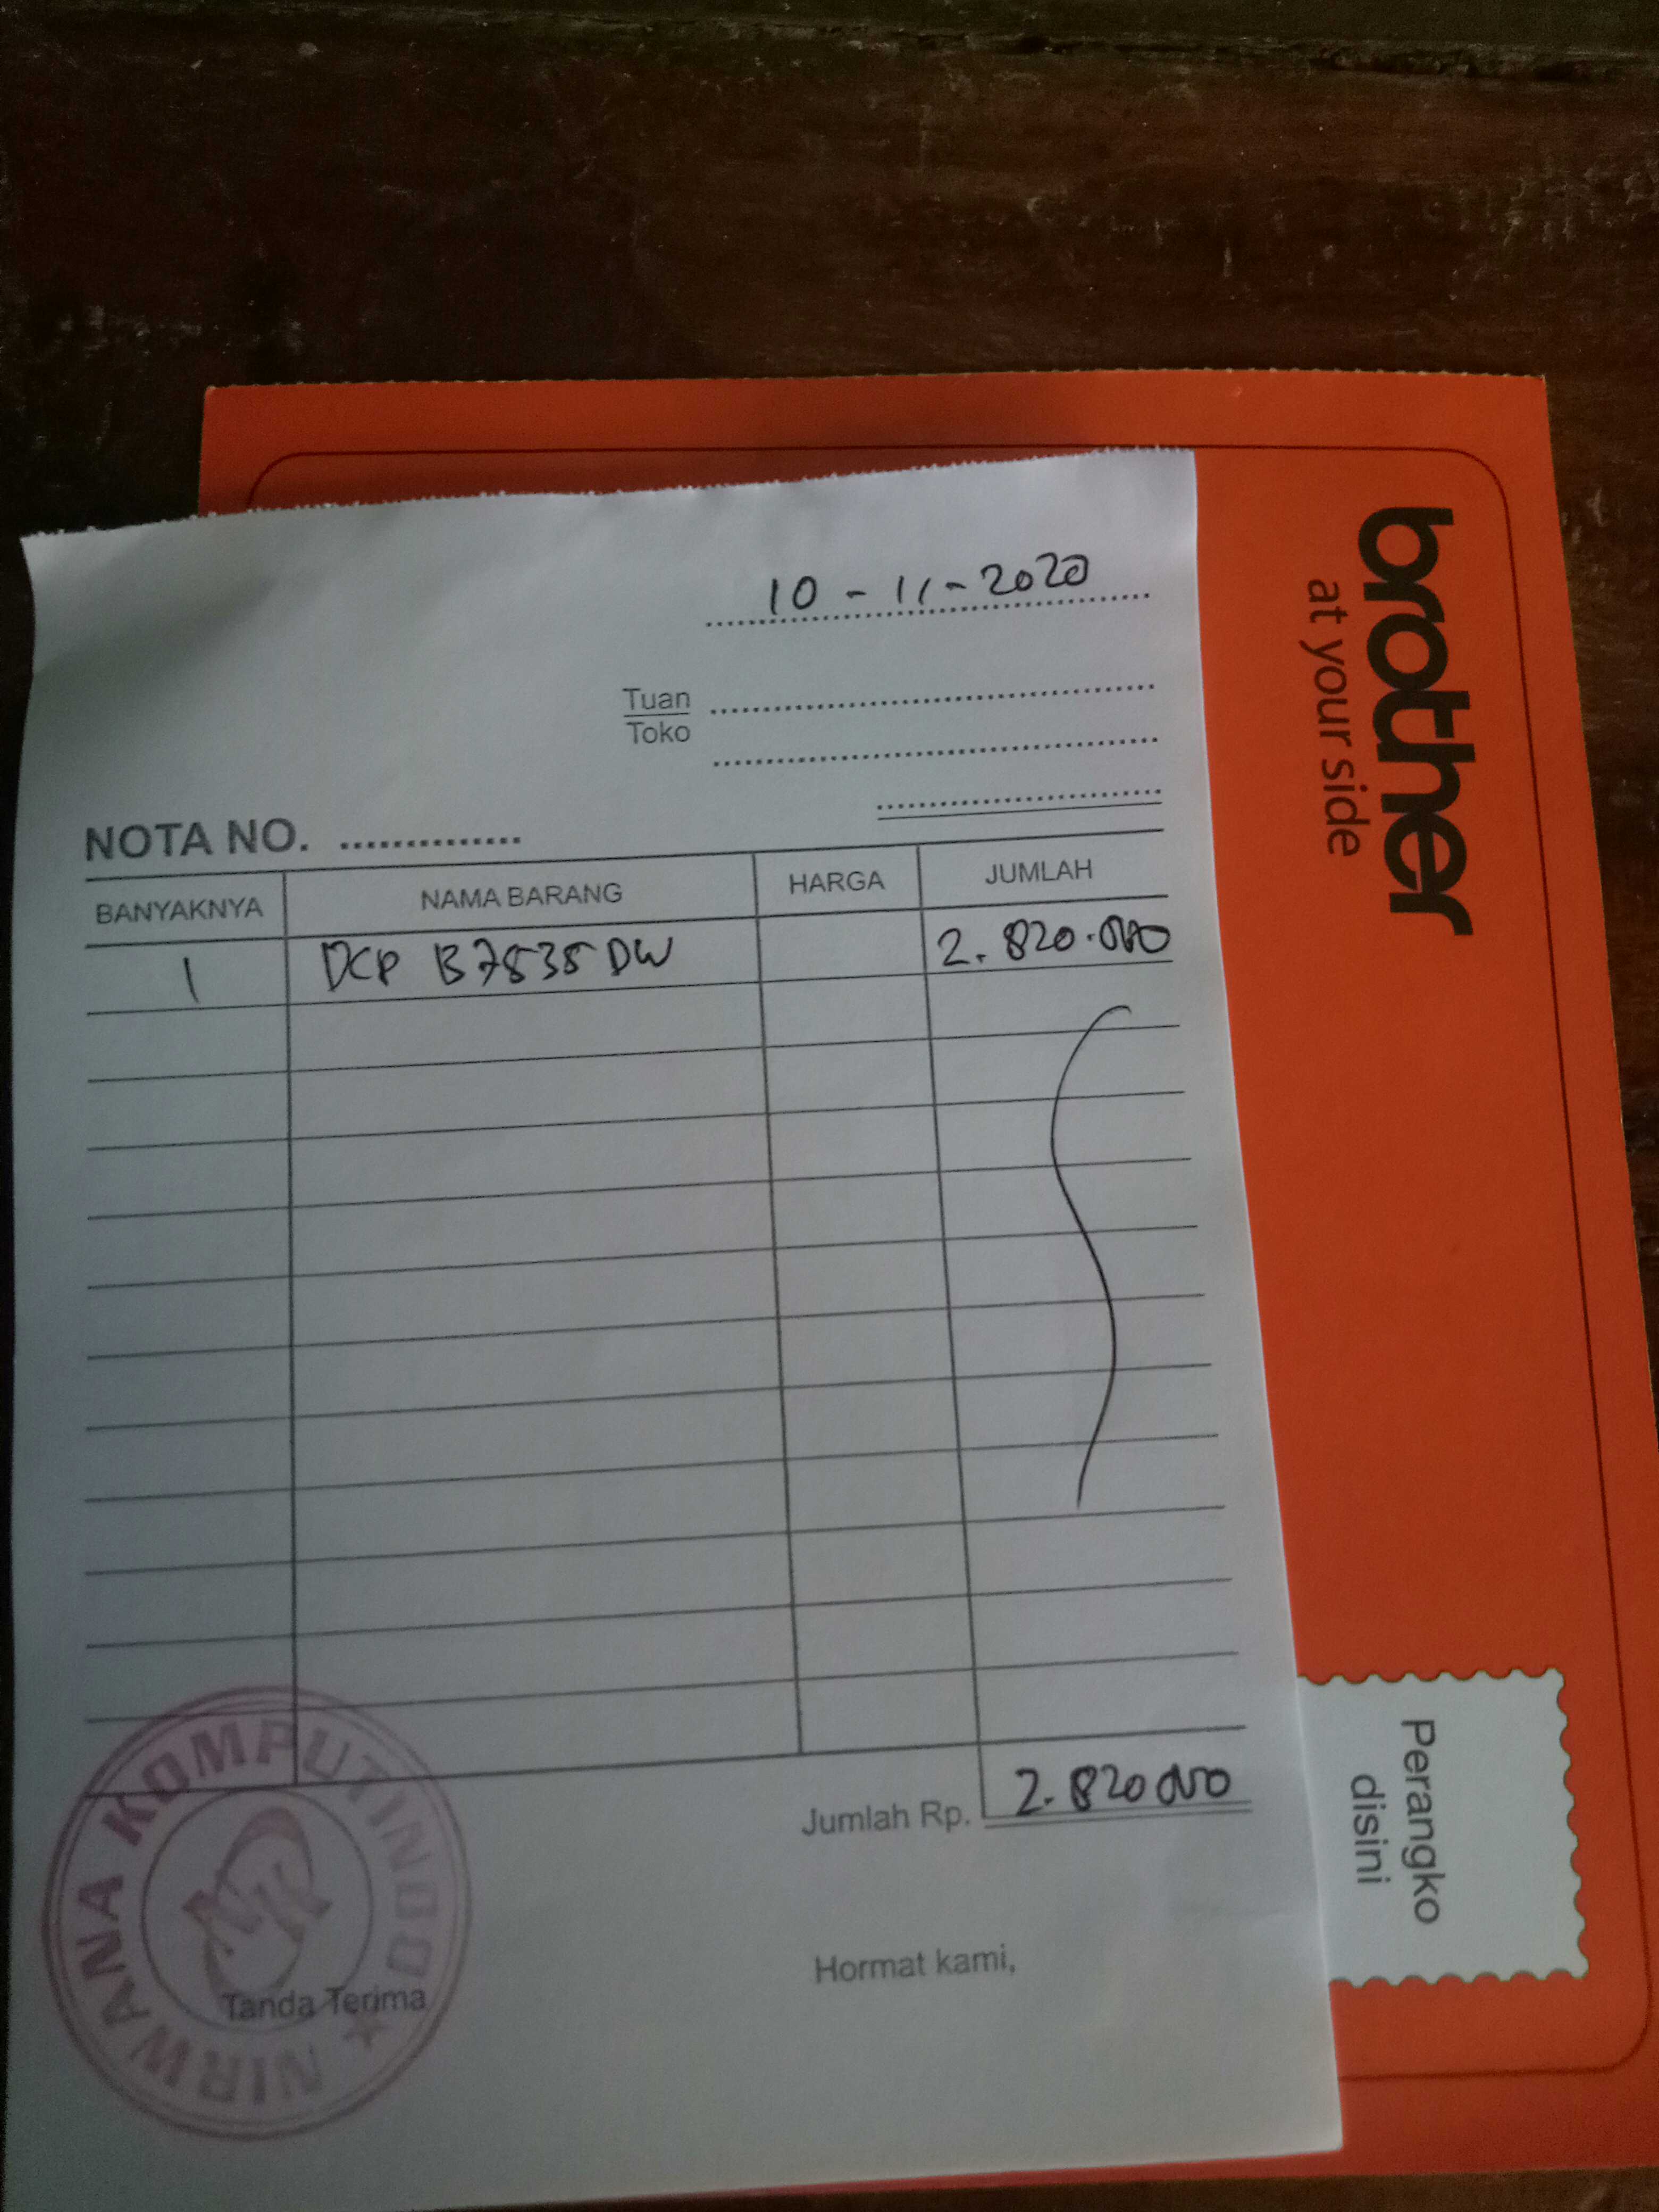 10 - 11 - 2020
Tuan
Toko
NOTA NO. ..............
BANYAKNYA NAMA BARANG HARGA JUMLAH
1 DCP B7535 DW 2.820.000
Jumlah Rp. 2.820 000
Hormat kami,
Tanda Terima
NIRWANA KOMPUTINDO
NK
brother
at your side
Perangko
disini